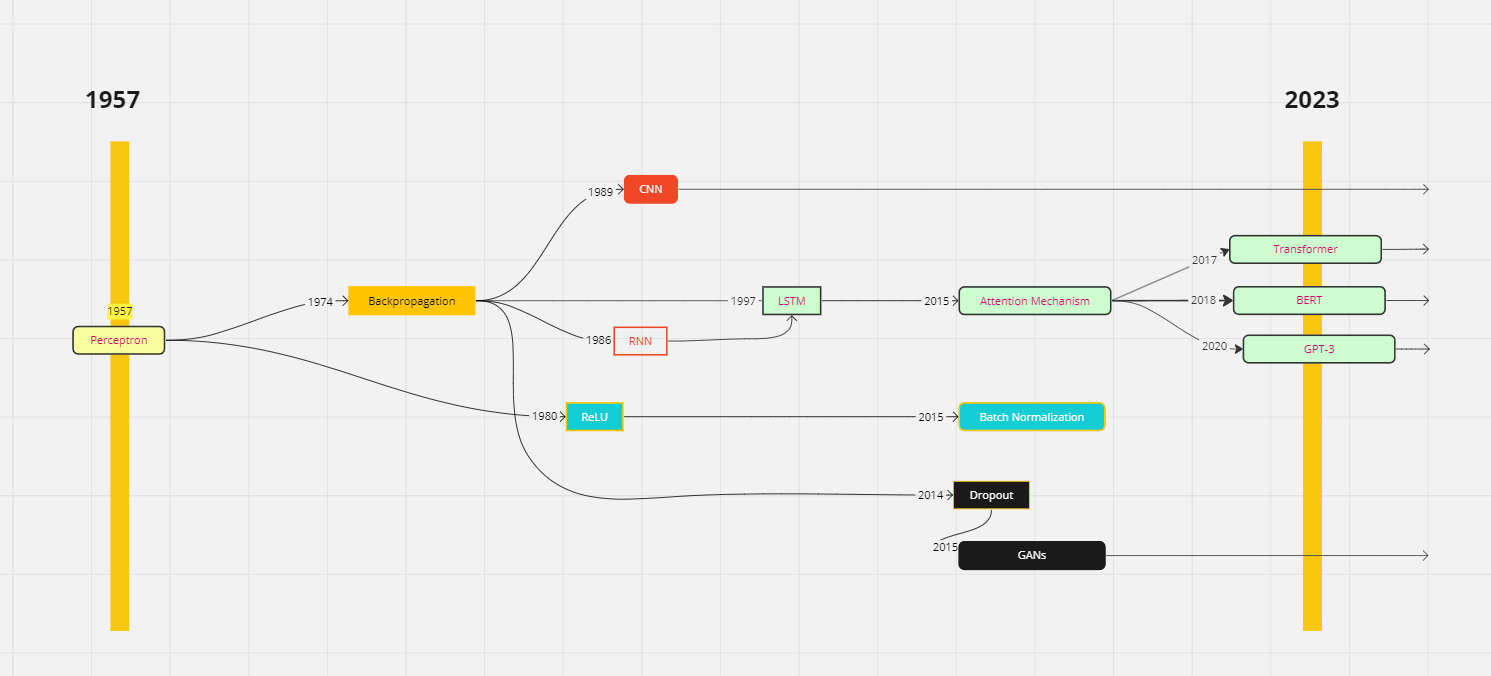 1957
2023
1989
CNN
2017
Transformer
1957
1974
Backpropagation
1997
LSTM
2015
Attention Mechanism
2018
BERT
Perceptron
1986
RNN
2020
GPT-3
1980
ReLU
2015
Batch Normalization
2014
Dropout
2015
GANs